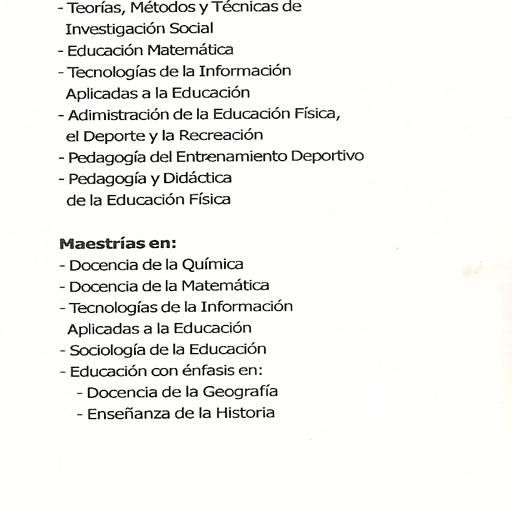 - Teorías, Métodos y Técnicas de
Investigación Social
- Educación Matemática
- Tecnologías de la Información
Aplicadas a la Educación
- Adimistración de la Educación Física,
el Deporte y la Recreación
- Pedagogía del Entrenamiento Deportivo
- Pedagogía y Didáctica
de la Educación Física
Maestrías en:
- Docencia de la Química
- Docencia de la Matemática
- Tecnologías de la Información
Aplicadas a la Educación
- Sociología de la Educación
- Educación con énfasis en:
- Docencia de la Geografía
- Enseñanza de la Historia